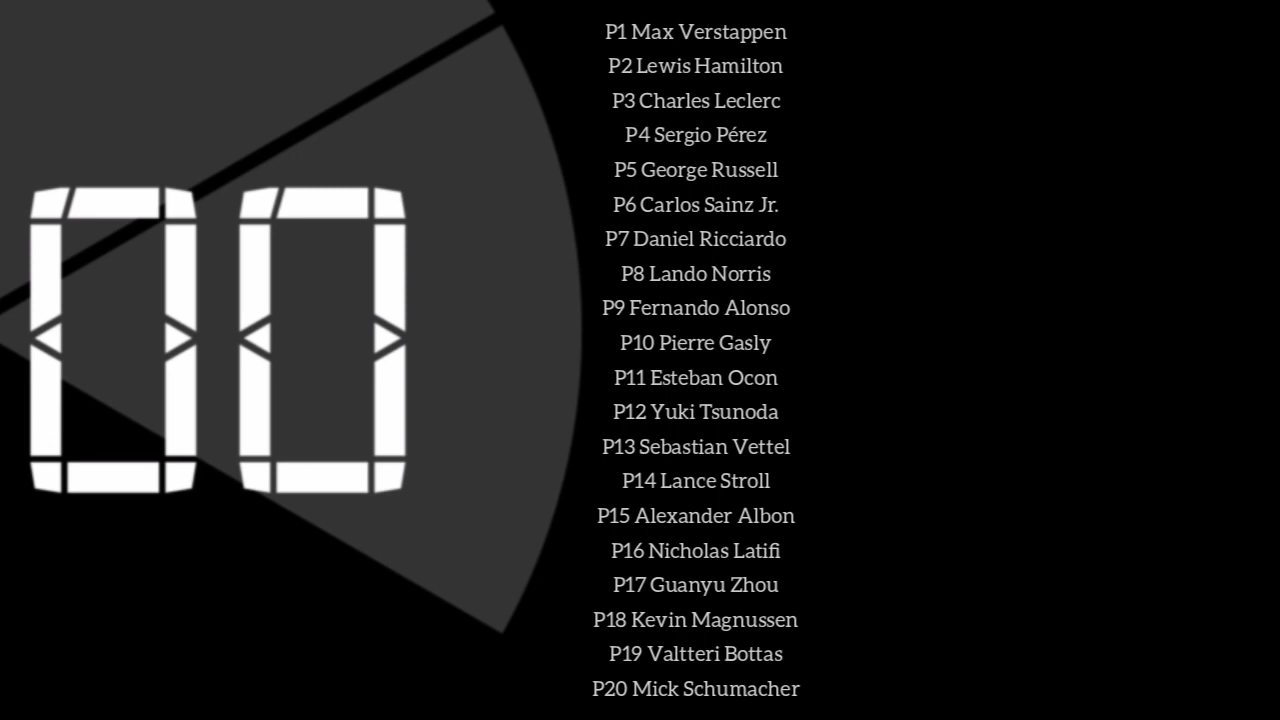 00
P1 Max Verstappen
P2 Lewis Hamilton
P3 Charles Leclerc
P4 Sergio Pérez
P5 George Russell
P6 Carlos Sainz Jr.
P7 Daniel Ricciardo
P8 Lando Norris
P9 Fernando Alonso
P10 Pierre Gasly
P11 Esteban Ocon
P12 Yuki Tsunoda
P13 Sebastian Vettel
P14 Lance Stroll
P15 Alexander Albon
P16 Nicholas Latifi
P17 Guanyu Zhou
P18 Kevin Magnussen
P19 Valtteri Bottas
P20 Mick Schumacher